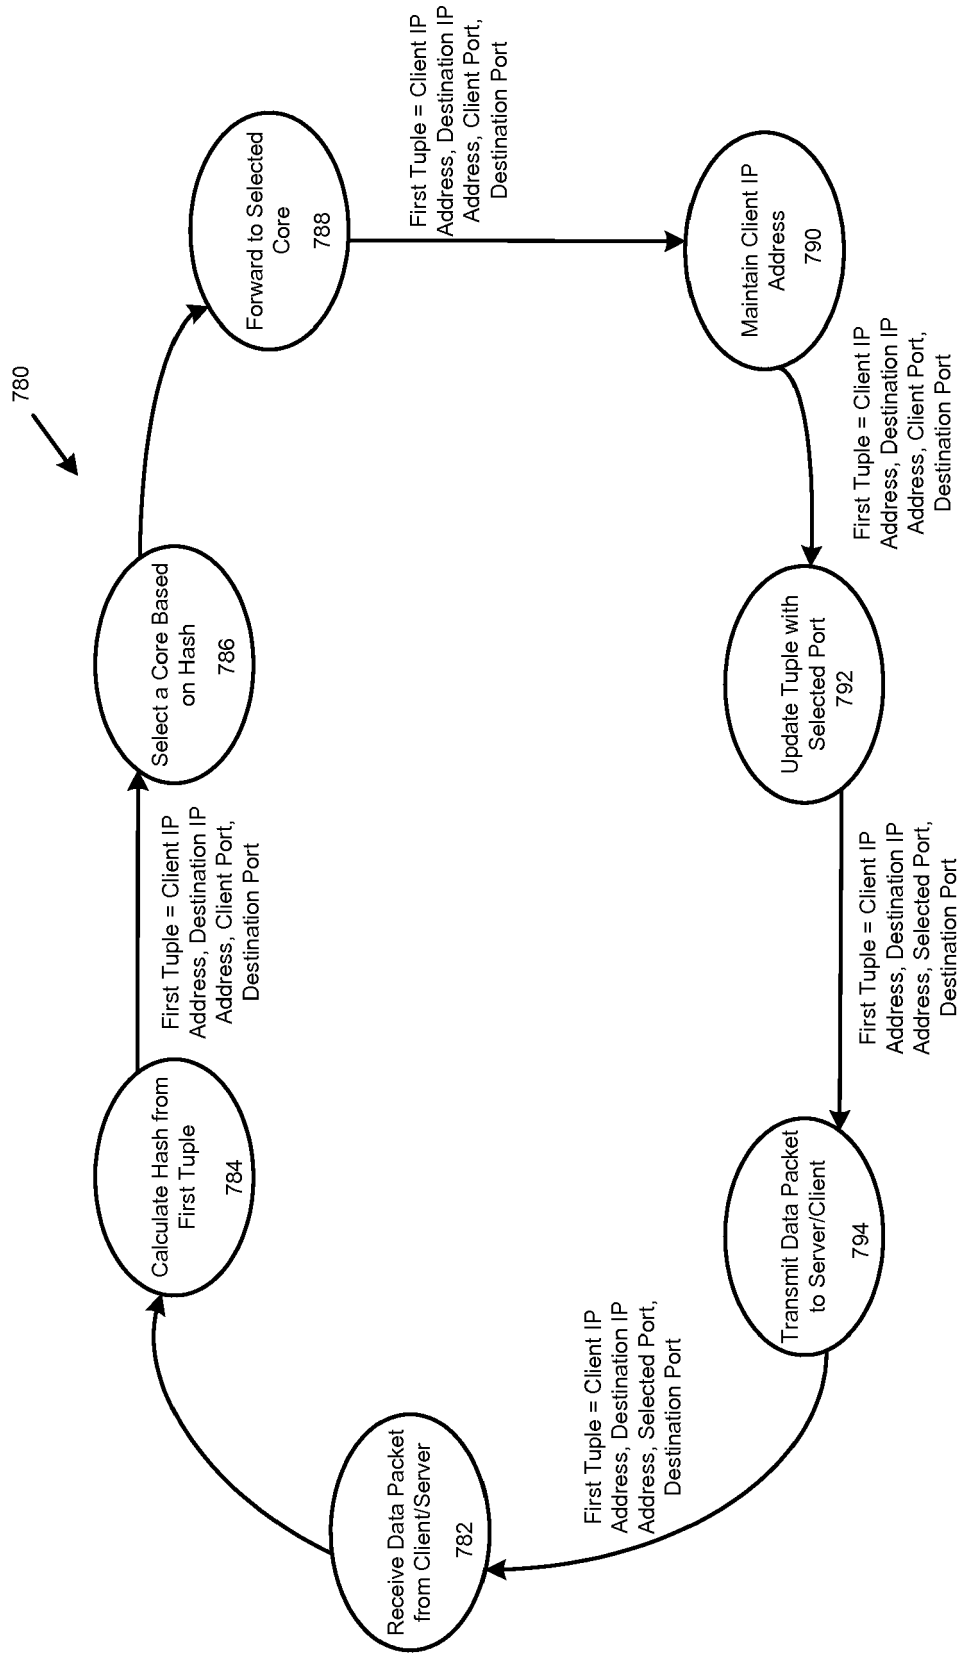 780
Receive Data Packet
from Client/Server
782
Calculate Hash from
First Tuple
784
First Tuple = Client IP
Address, Destination IP
Address, Client Port,
Destination Port
Select a Core Based
on Hash
786
Forward to Selected
Core
788
First Tuple = Client IP
Address, Destination IP
Address, Client Port,
Destination Port
Maintain Client IP
Address
790
First Tuple = Client IP
Address, Destination IP
Address, Client Port,
Destination Port
Update Tuple with
Selected Port
792
First Tuple = Client IP
Address, Destination IP
Address, Selected Port,
Destination Port
Transmit Data Packet
to Server/Client
794
First Tuple = Client IP
Address, Destination IP
Address, Selected Port,
Destination Port